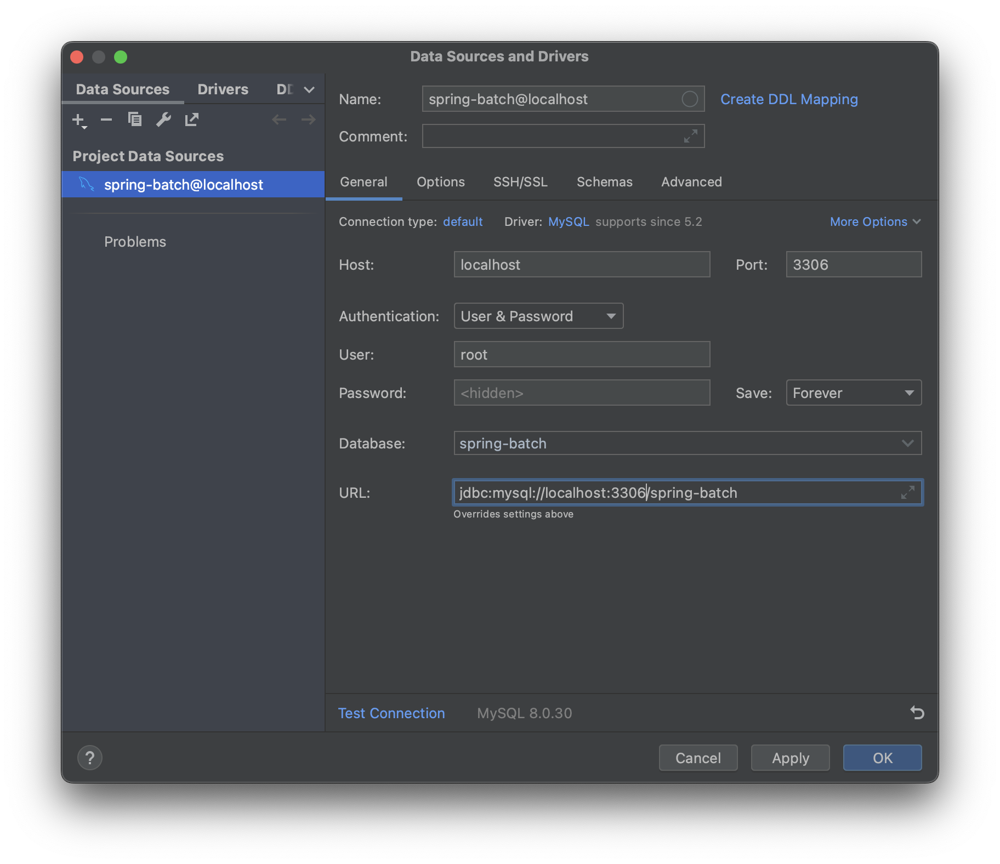 Data Sources and Drivers
Data Sources Drivers
Project Data Sources
spring-batch@localhost
Problems
Name: spring-batch@localhost Create DDL Mapping
Comment:
General Options SSH/SSL Schemas Advanced
Connection type: default Driver: MySQL supports since 5.2 More Options
Host: localhost Port: 3306
Authentication: User & Password
User: root
Password: <hidden> Save: Forever
Database: spring-batch
URL: jdbc:mysql://localhost:3306/spring-batch
Overrides settings above
Test Connection MySQL 8.0.30
? Cancel Apply OK